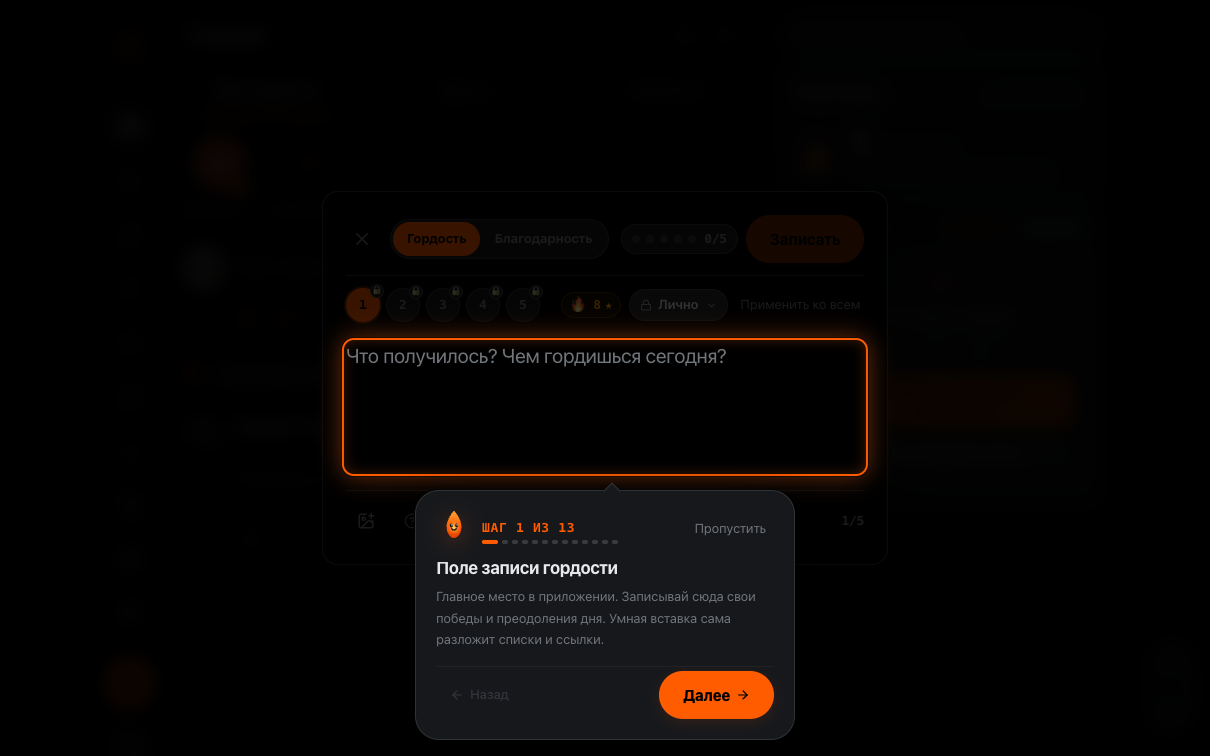 Гордость Благодарность 0/5 Записать
1 2 3 4 5 8 ★ Лично Применить ко всем
Что получилось? Чем гордишься сегодня?
1/5
ШАГ 1 ИЗ 13 Пропустить
Поле записи гордости
Главное место в приложении. Записывай сюда свои
победы и преодоления дня. Умная вставка сама
разложит списки и ссылки.
← Назад Далее →